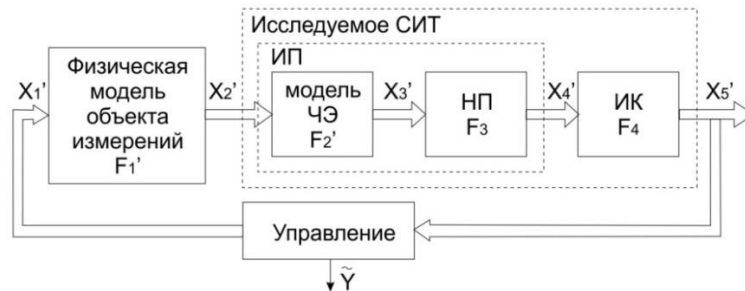 Исследуемое СИТ
ИП
X1'
Физическая
модель
объекта
измерений
F1'
X2'
модель
ЧЭ
F2'
X3'
НП
F3
X4'
ИК
F4
X5'
Управление
Ỹ